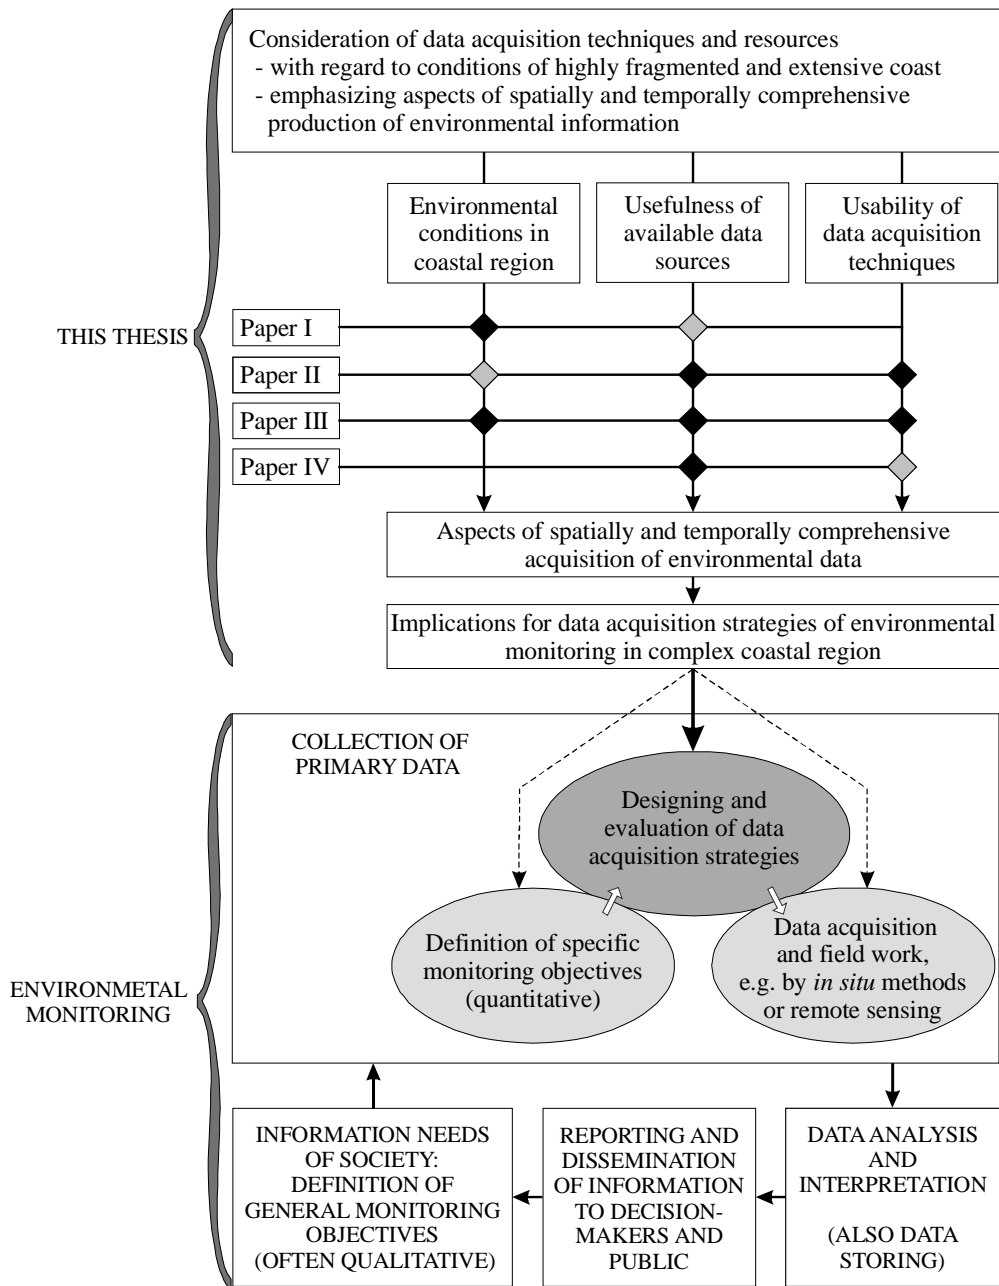 Consideration of data acquisition techniques and resources
- with regard to conditions of highly fragmented and extensive coast
- emphasizing aspects of spatially and temporally comprehensive
production of environmental information
Environmental
conditions in
coastal region
Usefulness of
available data
sources
Usability of
data acquisition
techniques
THIS THESIS
Paper I
Paper II
Paper III
Paper IV
Aspects of spatially and temporally comprehensive
acquisition of environmental data
Implications for data acquisition strategies of environmental
monitoring in complex coastal region
COLLECTION OF
PRIMARY DATA
Designing and
evaluation of data
acquisition strategies
Definition of specific
monitoring objectives
(quantitative)
Data acquisition
and field work,
e.g. by in situ methods
or remote sensing
ENVIRONMETAL
MONITORING
INFORMATION NEEDS
OF SOCIETY:
DEFINITION OF
GENERAL MONITORING
OBJECTIVES
(OFTEN QUALITATIVE)
REPORTING AND
DISSEMINATION
OF INFORMATION
TO DECISION-
MAKERS AND
PUBLIC
DATA ANALYSIS
AND
INTERPRETATION
(ALSO DATA
STORING)